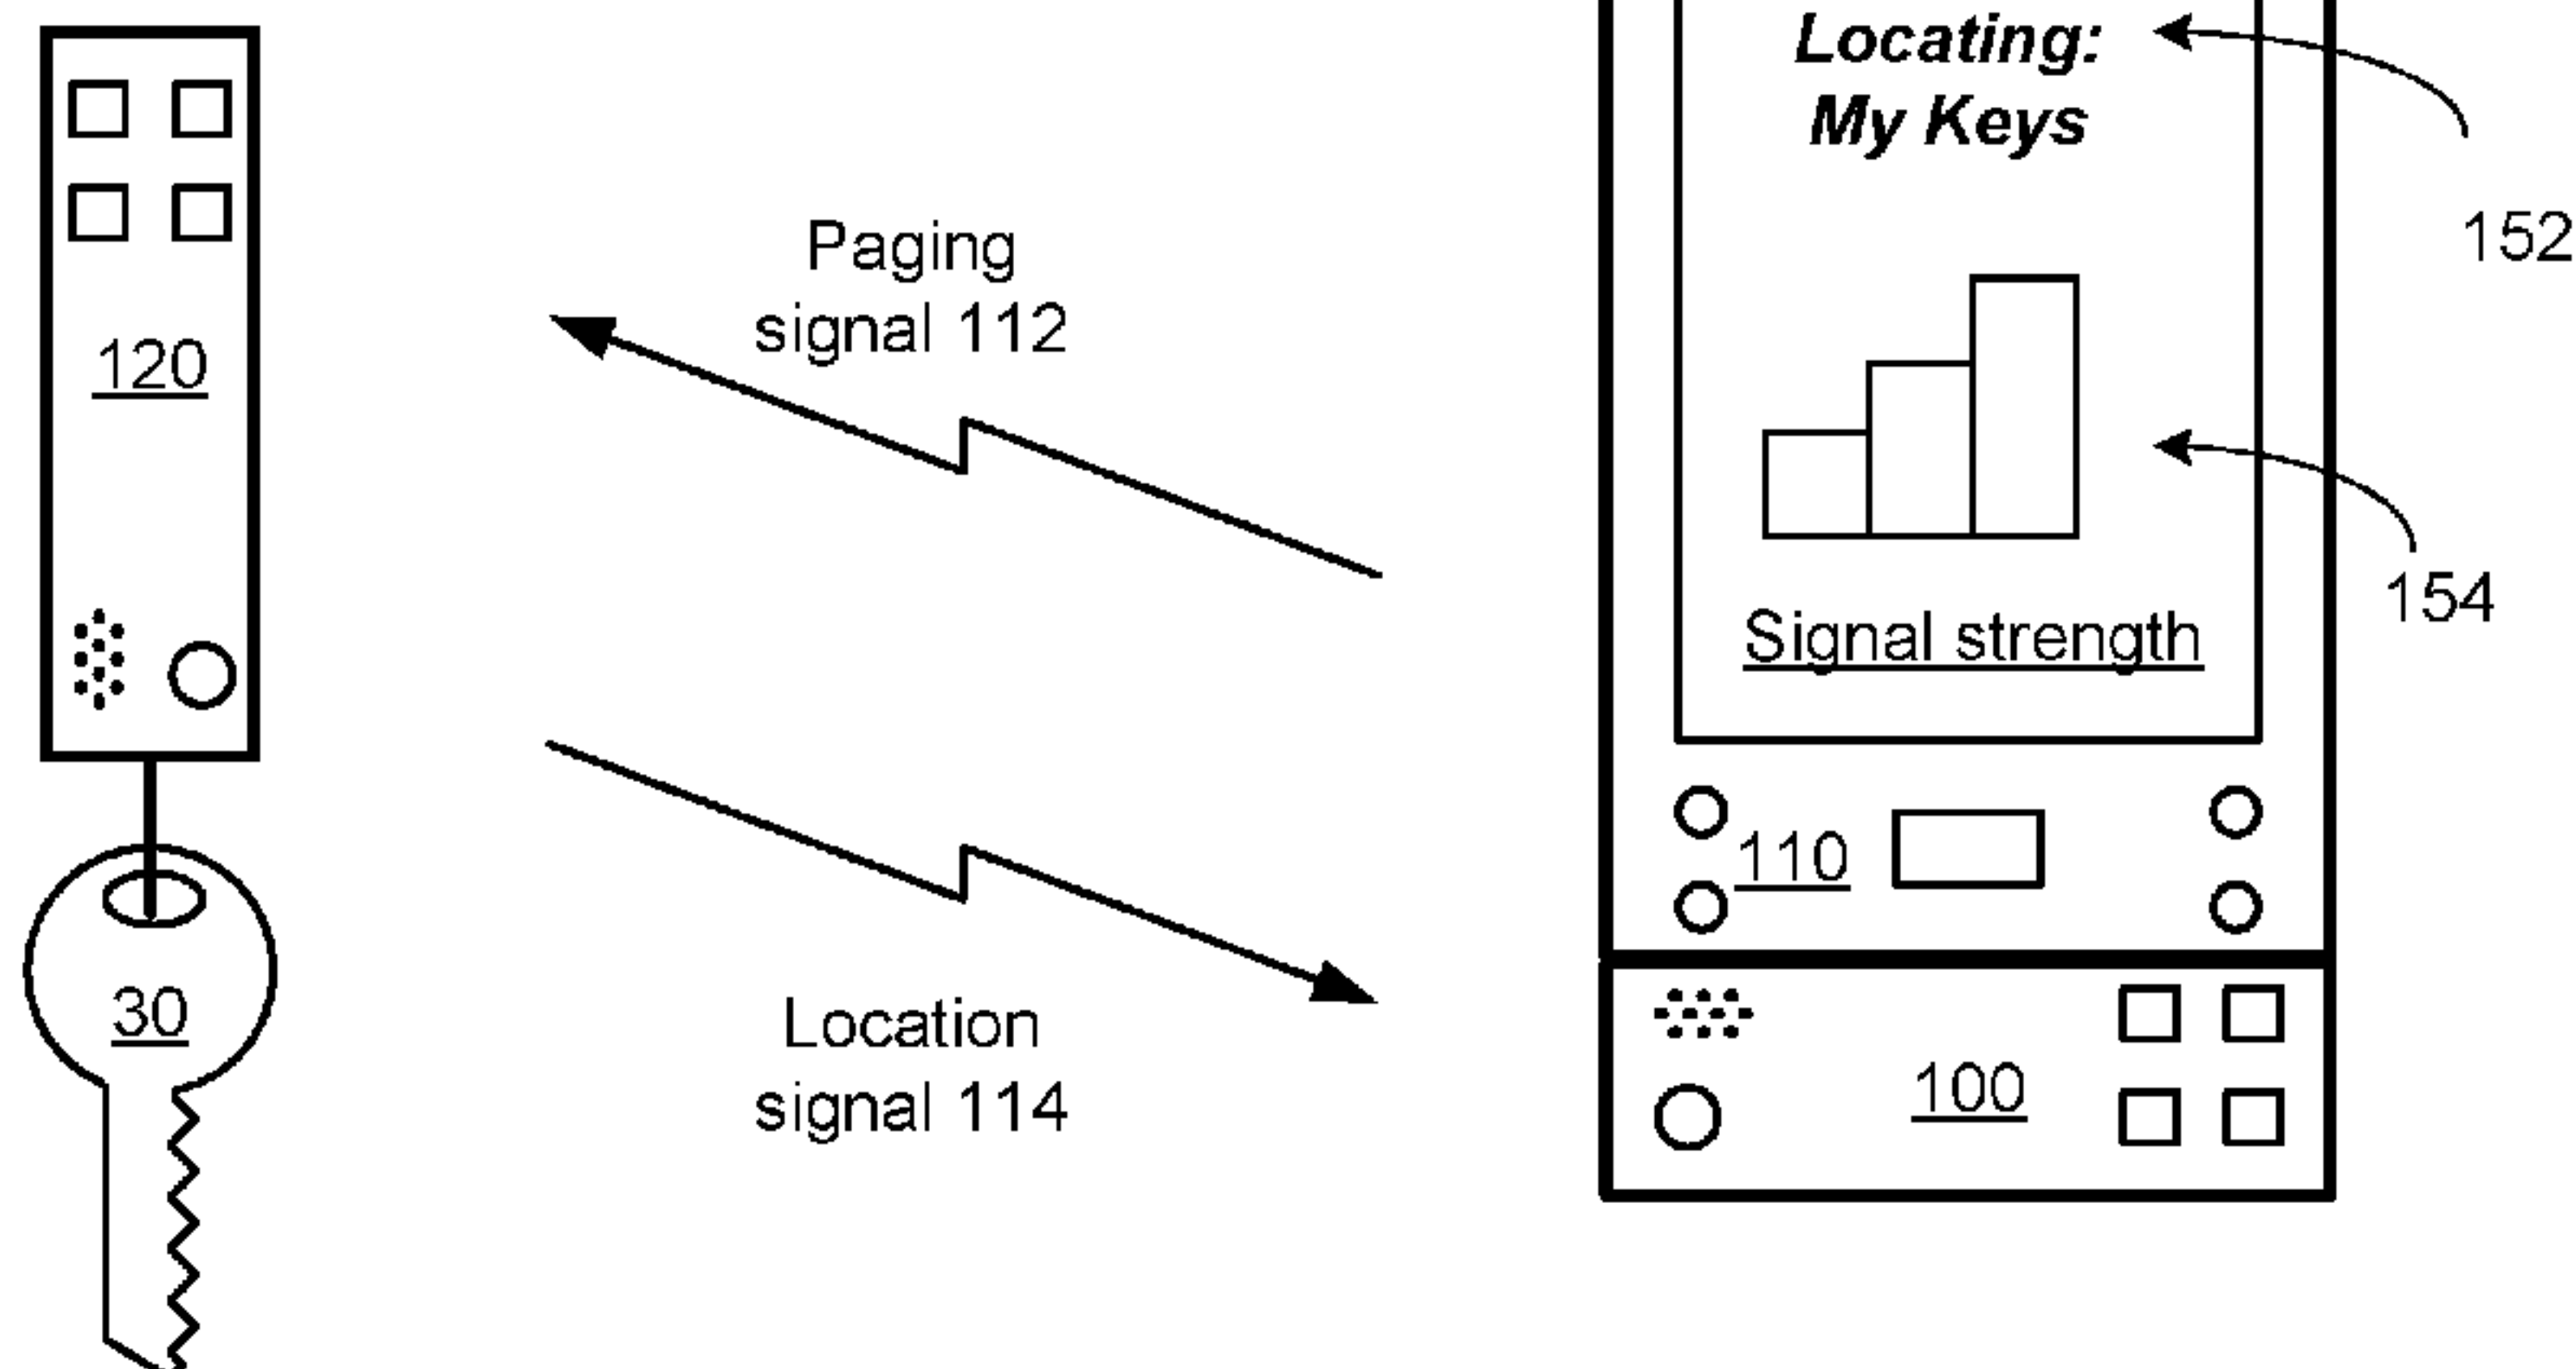 Locating:
My Keys
152
Paging
signal 112
120
154
Signal strength
110
30
Location
signal 114
100